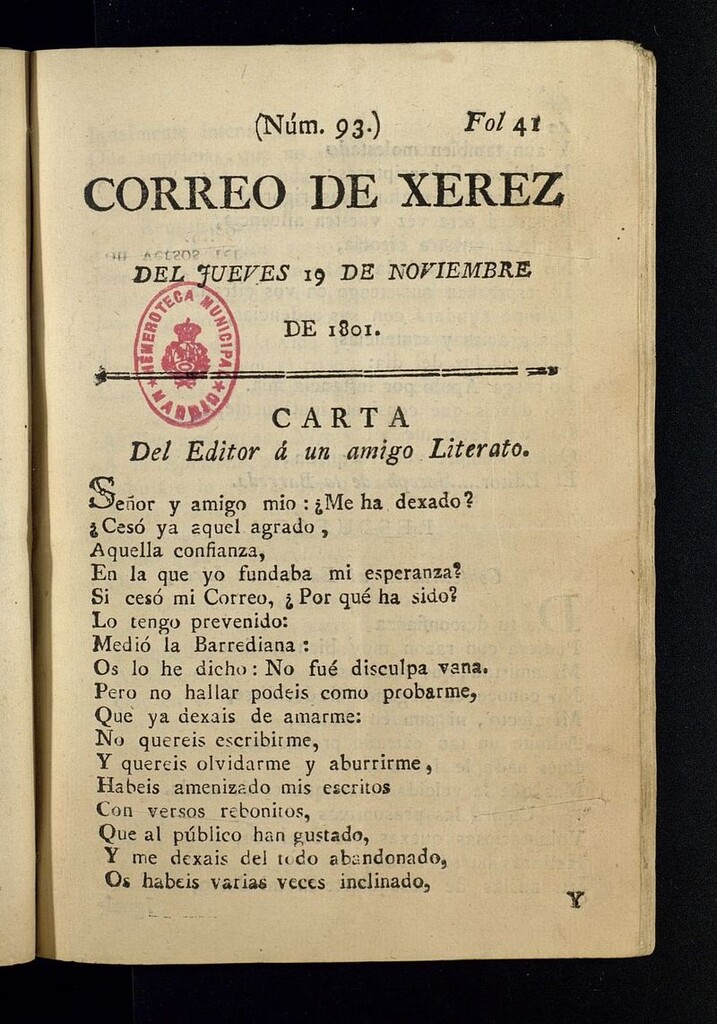 (Núm. 93.) Fol 41
CORREO DE XEREZ
DEL JUEVES 19 DE NOVIEMBRE
DE 1801.
HEMEROTECA MUNICIPAL
★ MADRID ★
CARTA
Del Editor á un amigo Literato.
Señor y amigo mio : ¿Me ha dexado?
¿Cesó ya aquel agrado ,
Aquella confianza,
En la que yo fundaba mi esperanza?
Si cesó mi Correo, ¿ Por qué ha sido?
Lo tengo prevenido:
Medió la Barrediana :
Os lo he dicho : No fué disculpa vana.
Pero no hallar podeis como probarme,
Que ya dexais de amarme:
No quereis escribirme,
Y quereis olvidarme y aburrirme ,
Habeis amenizado mis escritos
Con versos rebonitos,
Que al público han gustado,
Y me dexais del todo abandonado,
Os habeis varias veces inclinado,
Y